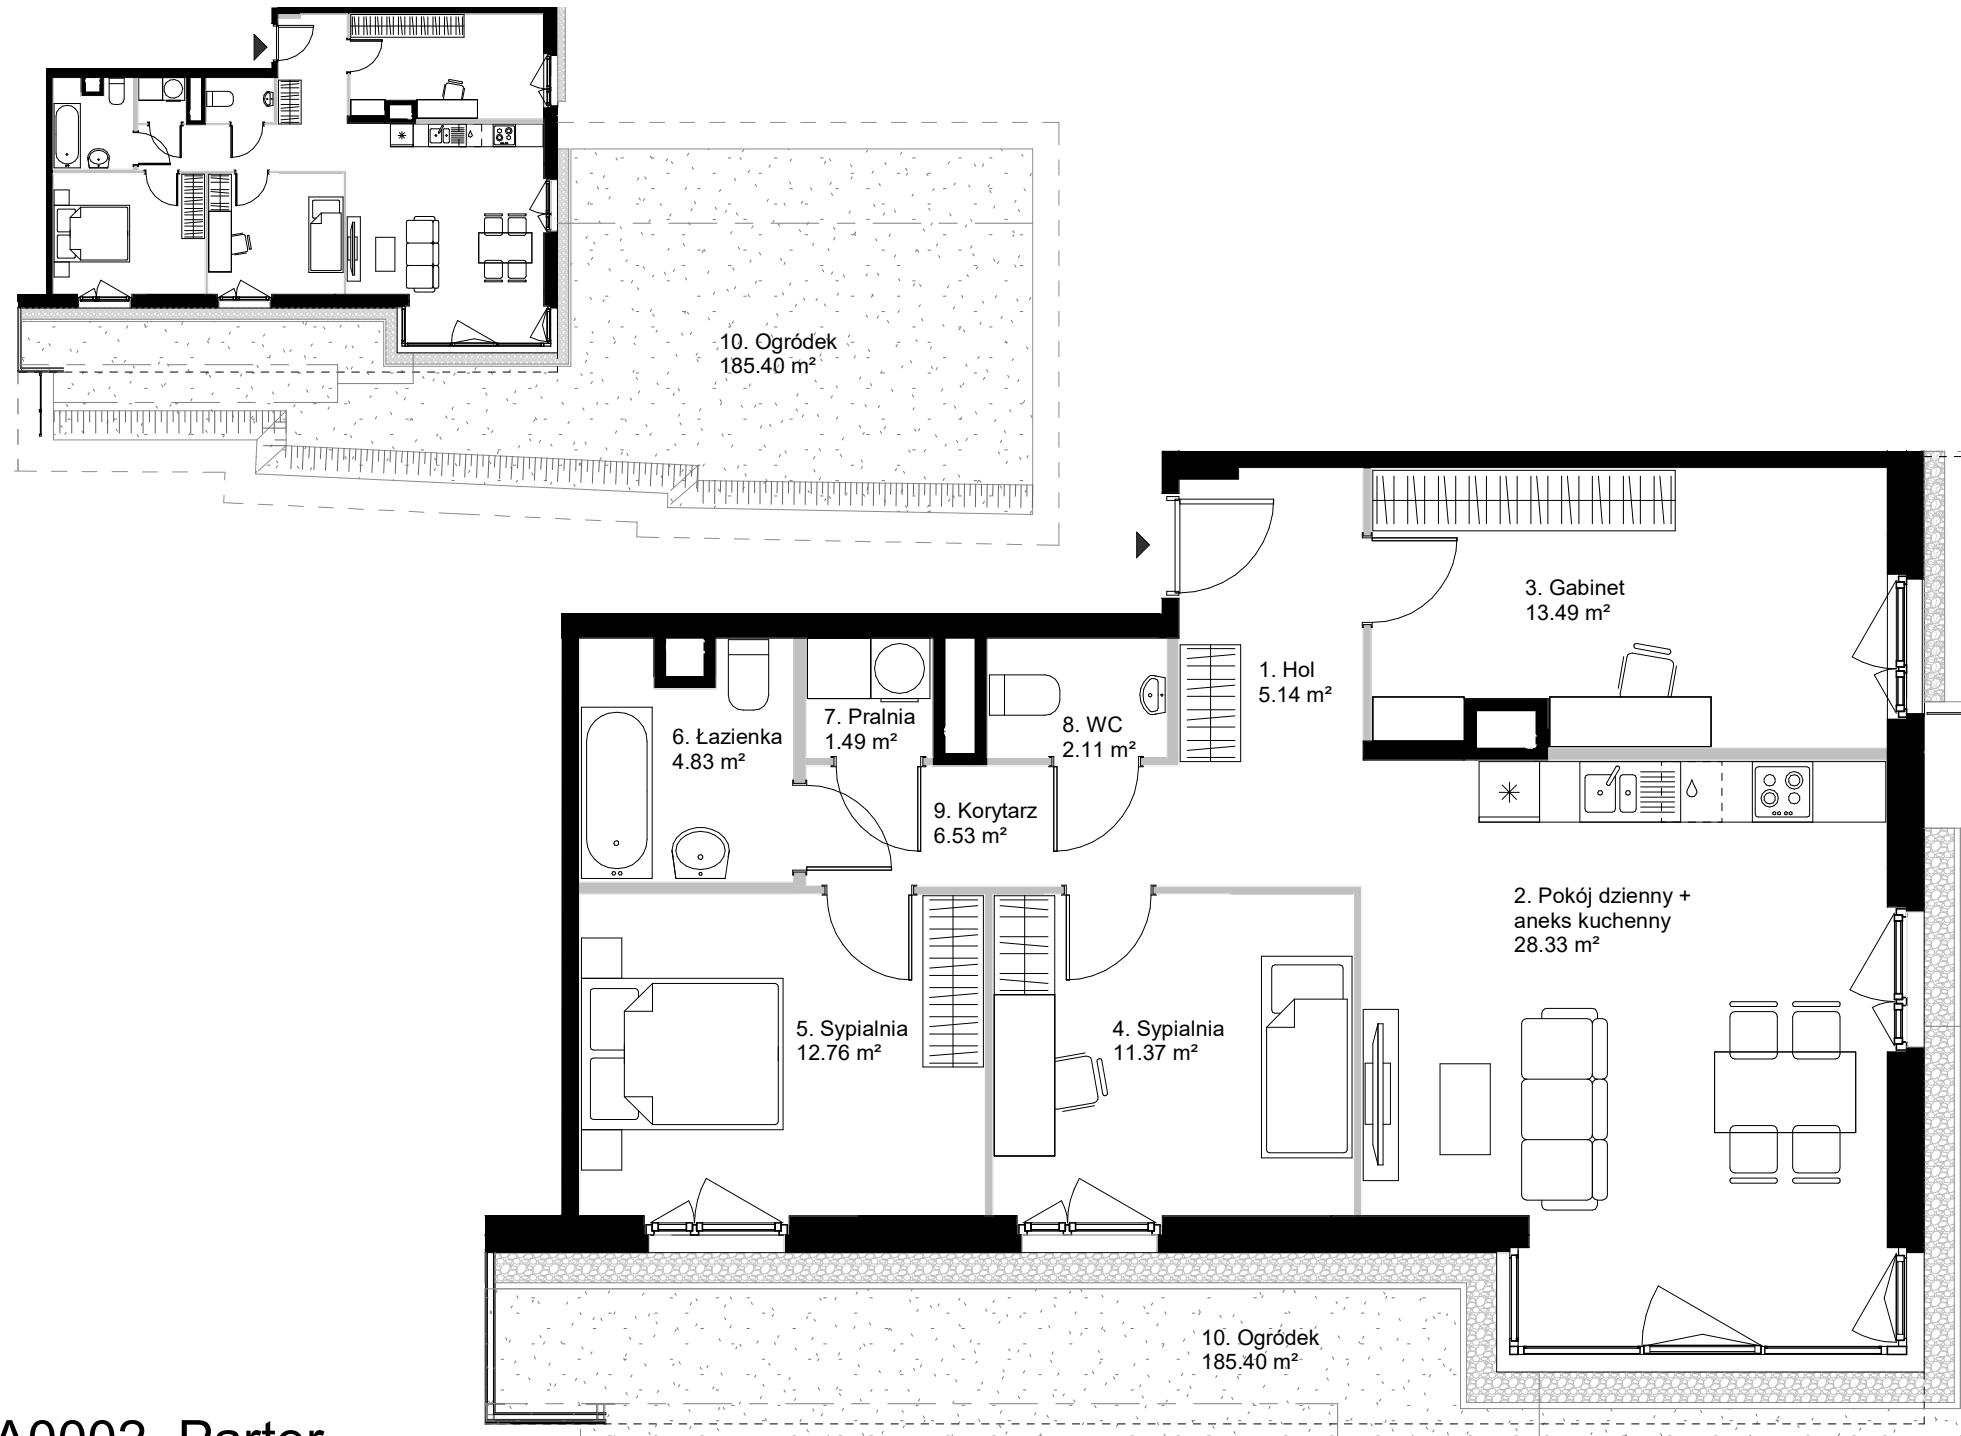 10. Ogródek
185.40 m²
3. Gabinet
13.49 m²
1. Hol
5.14 m²
6. Łazienka
4.83 m²
7. Pralnia
1.49 m²
8. WC
2.11 m²
9. Korytarz
6.53 m²
2. Pokój dzienny +
aneks kuchenny
28.33 m²
5. Sypialnia
12.76 m²
4. Sypialnia
11.37 m²
10. Ogródek
185.40 m²
A0002 Parter